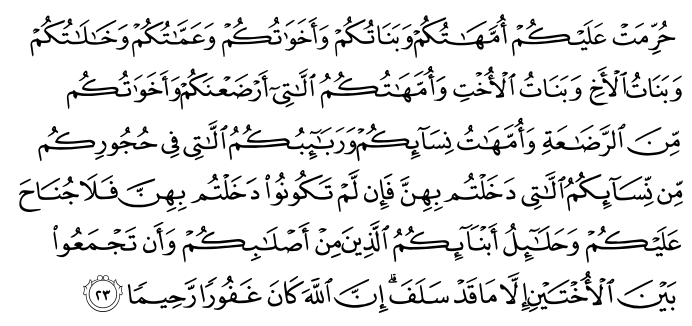 حُرِّمَتْ عَلَيْكُمْ أُمَّهَـٰتُكُمْ وَبَنَاتُكُمْ وَأَخَوَٰتُكُمْ وَعَمَّـٰتُكُمْ وَخَـٰلَـٰتُكُمْ
وَبَنَاتُ ٱلْأَخِ وَبَنَاتُ ٱلْأُخْتِ وَأُمَّهَـٰتُكُمُ ٱلَّـٰتِىٓ أَرْضَعْنَكُمْ وَأَخَوَٰتُكُم
مِّنَ ٱلرَّضَـٰعَةِ وَأُمَّهَـٰتُ نِسَآئِكُمْ وَرَبَـٰٓئِبُكُمُ ٱلَّـٰتِى فِى حُجُورِكُم
مِّن نِّسَآئِكُمُ ٱلَّـٰتِى دَخَلْتُم بِهِنَّ فَإِن لَّمْ تَكُونُوا۟ دَخَلْتُم بِهِنَّ فَلَا جُنَاحَ
عَلَيْكُمْ وَحَلَـٰٓئِلُ أَبْنَآئِكُمُ ٱلَّذِينَ مِنْ أَصْلَـٰبِكُمْ وَأَن تَجْمَعُوا۟
بَيْنَ ٱلْأُخْتَيْنِ إِلَّا مَا قَدْ سَلَفَ ۗ إِنَّ ٱللَّهَ كَانَ غَفُورًا رَّحِيمًا ٢٣